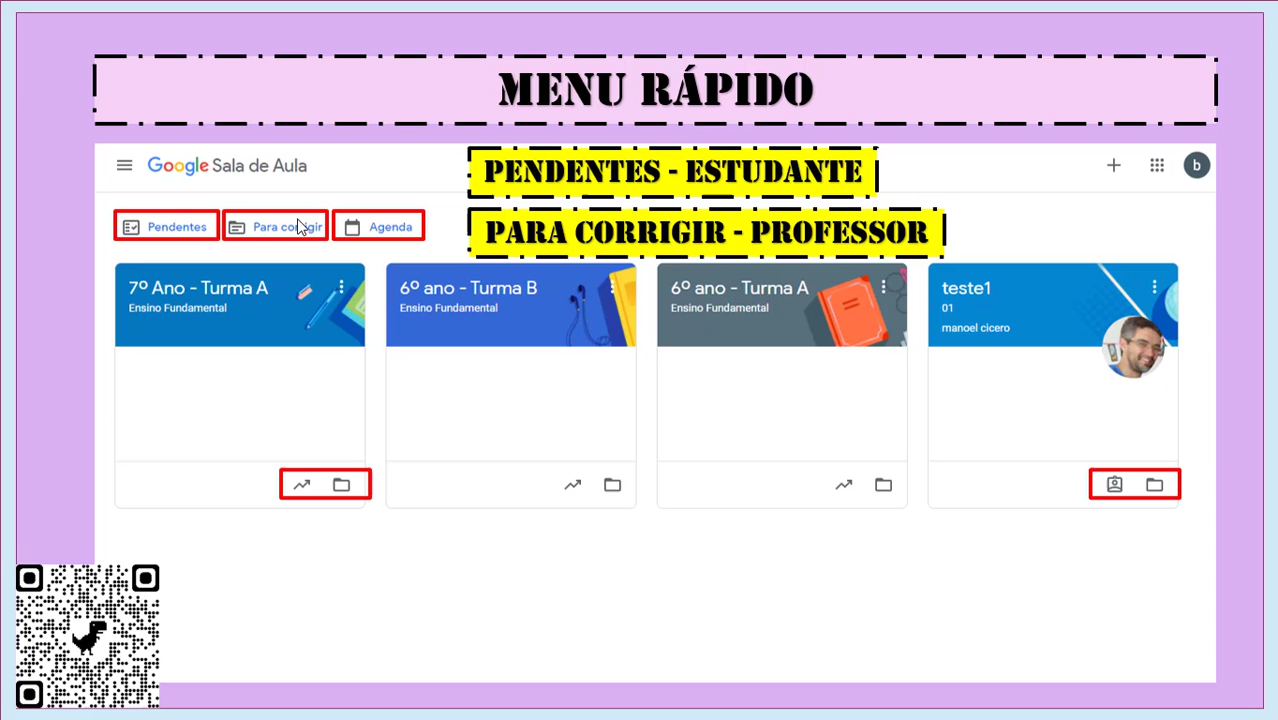 MENU RÁPIDO
Google Sala de Aula
PENDENTES - ESTUDANTE
b
Pendentes
Para corrigir
Agenda
PARA CORRIGIR - PROFESSOR
7º Ano - Turma A
Ensino Fundamental
6º ano - Turma B
Ensino Fundamental
6º ano - Turma A
Ensino Fundamental
teste1
01
manoel cicero